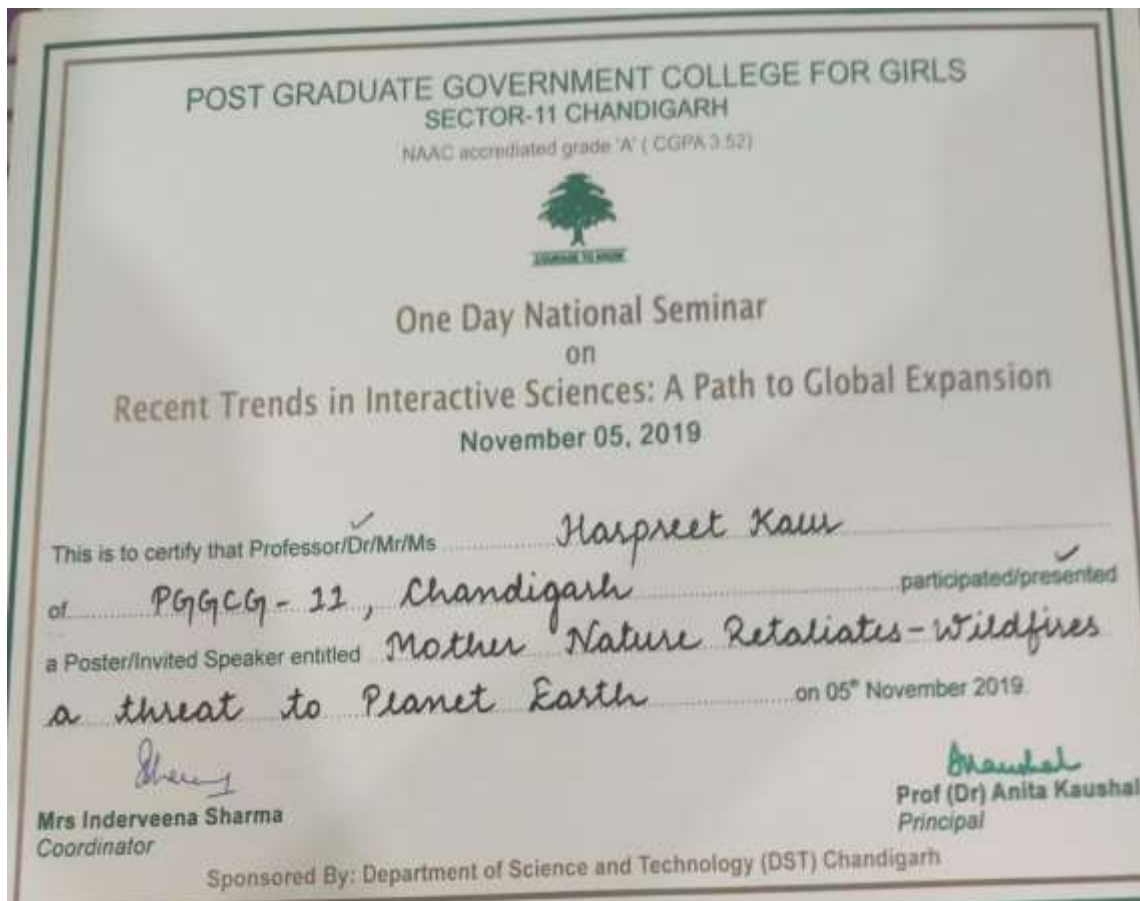 POST GRADUATE GOVERNMENT COLLEGE FOR GIRLS
SECTOR-11 CHANDIGARH
NAAC accrediated grade 'A' ( CGPA 3.52)
COURAGE TO KNOW
One Day National Seminar
on
Recent Trends in Interactive Sciences: A Path to Global Expansion
November 05, 2019
This is to certify that Professor/Dr/Mr/Ms Harpreet Kaur
of PGGCG-11, Chandigarh participated/presented
a Poster/Invited Speaker entitled Mother Nature Retaliates-Wildfires
a threat to Planet Earth on 05th November 2019.
Mrs Inderveena Sharma
Coordinator
Prof (Dr) Anita Kaushal
Principal
Sponsored By: Department of Science and Technology (DST) Chandigarh